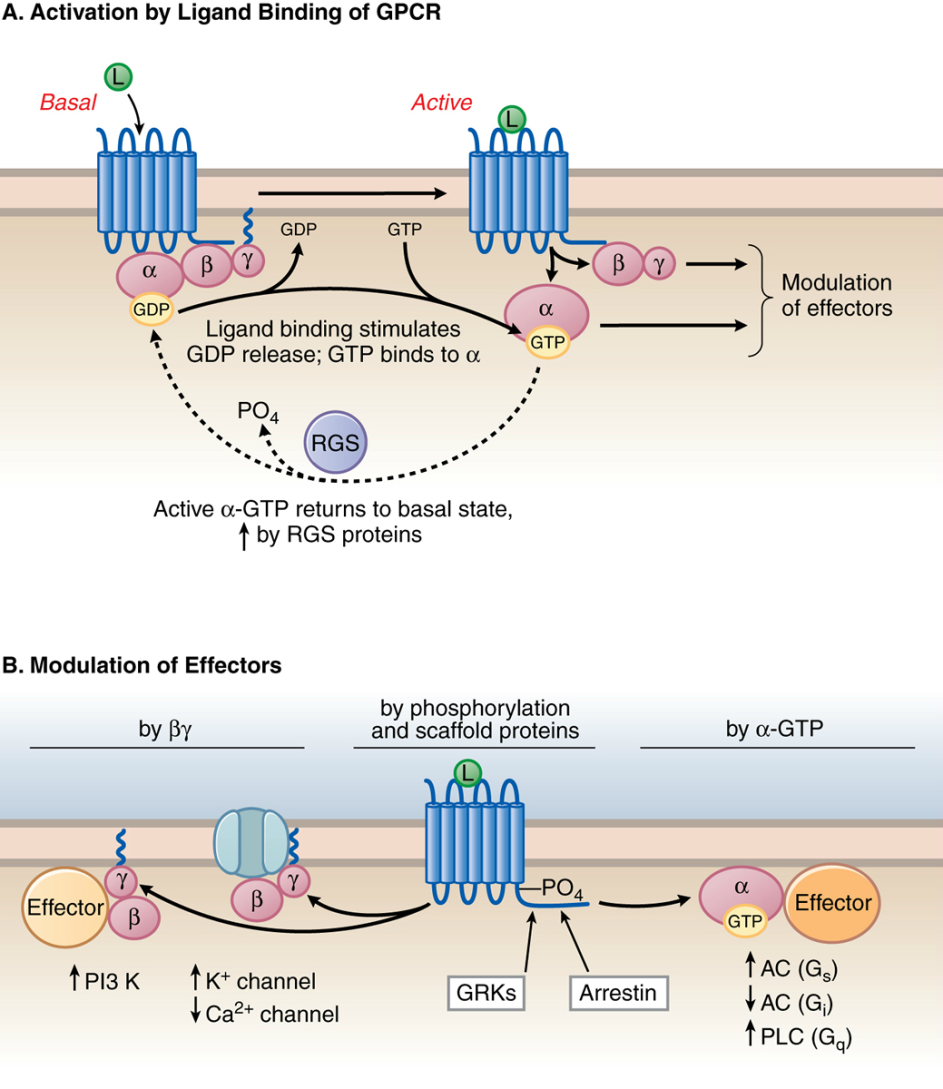 A. Activation by Ligand Binding of GPCR
L
Basal
Active
L
GDP
GTP
α
β
γ
GDP
β
γ
α
GTP
Modulation
of effectors
Ligand binding stimulates
GDP release; GTP binds to α
PO4
RGS
Active α-GTP returns to basal state,
↑ by RGS proteins
B. Modulation of Effectors
by βγ
by phosphorylation
and scaffold proteins
by α-GTP
L
Effector
γ
β
γ
β
PO4
α
GTP
Effector
↑ PI3 K
↑ K+ channel
↓ Ca2+ channel
GRKs
Arrestin
↑ AC (Gs)
↓ AC (Gi)
↑ PLC (Gq)